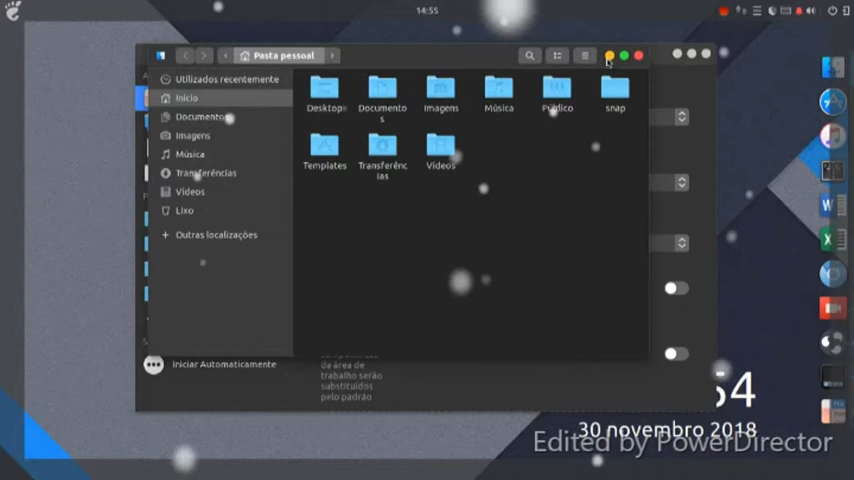 14:55
Pasta pessoal
Utilizados recentemente
Início
Documentos
Imagens
Música
Transferências
Vídeos
Lixo
+ Outras localizações
Desktop
Documento
s
Imagens
Música
Público
snap
Templates
Transferênc
ias
Vídeos
Iniciar Automaticamente
da área de
trabalho serão
substituídos
pelo padrão
54
30 novembro 2018
Edited by PowerDirector